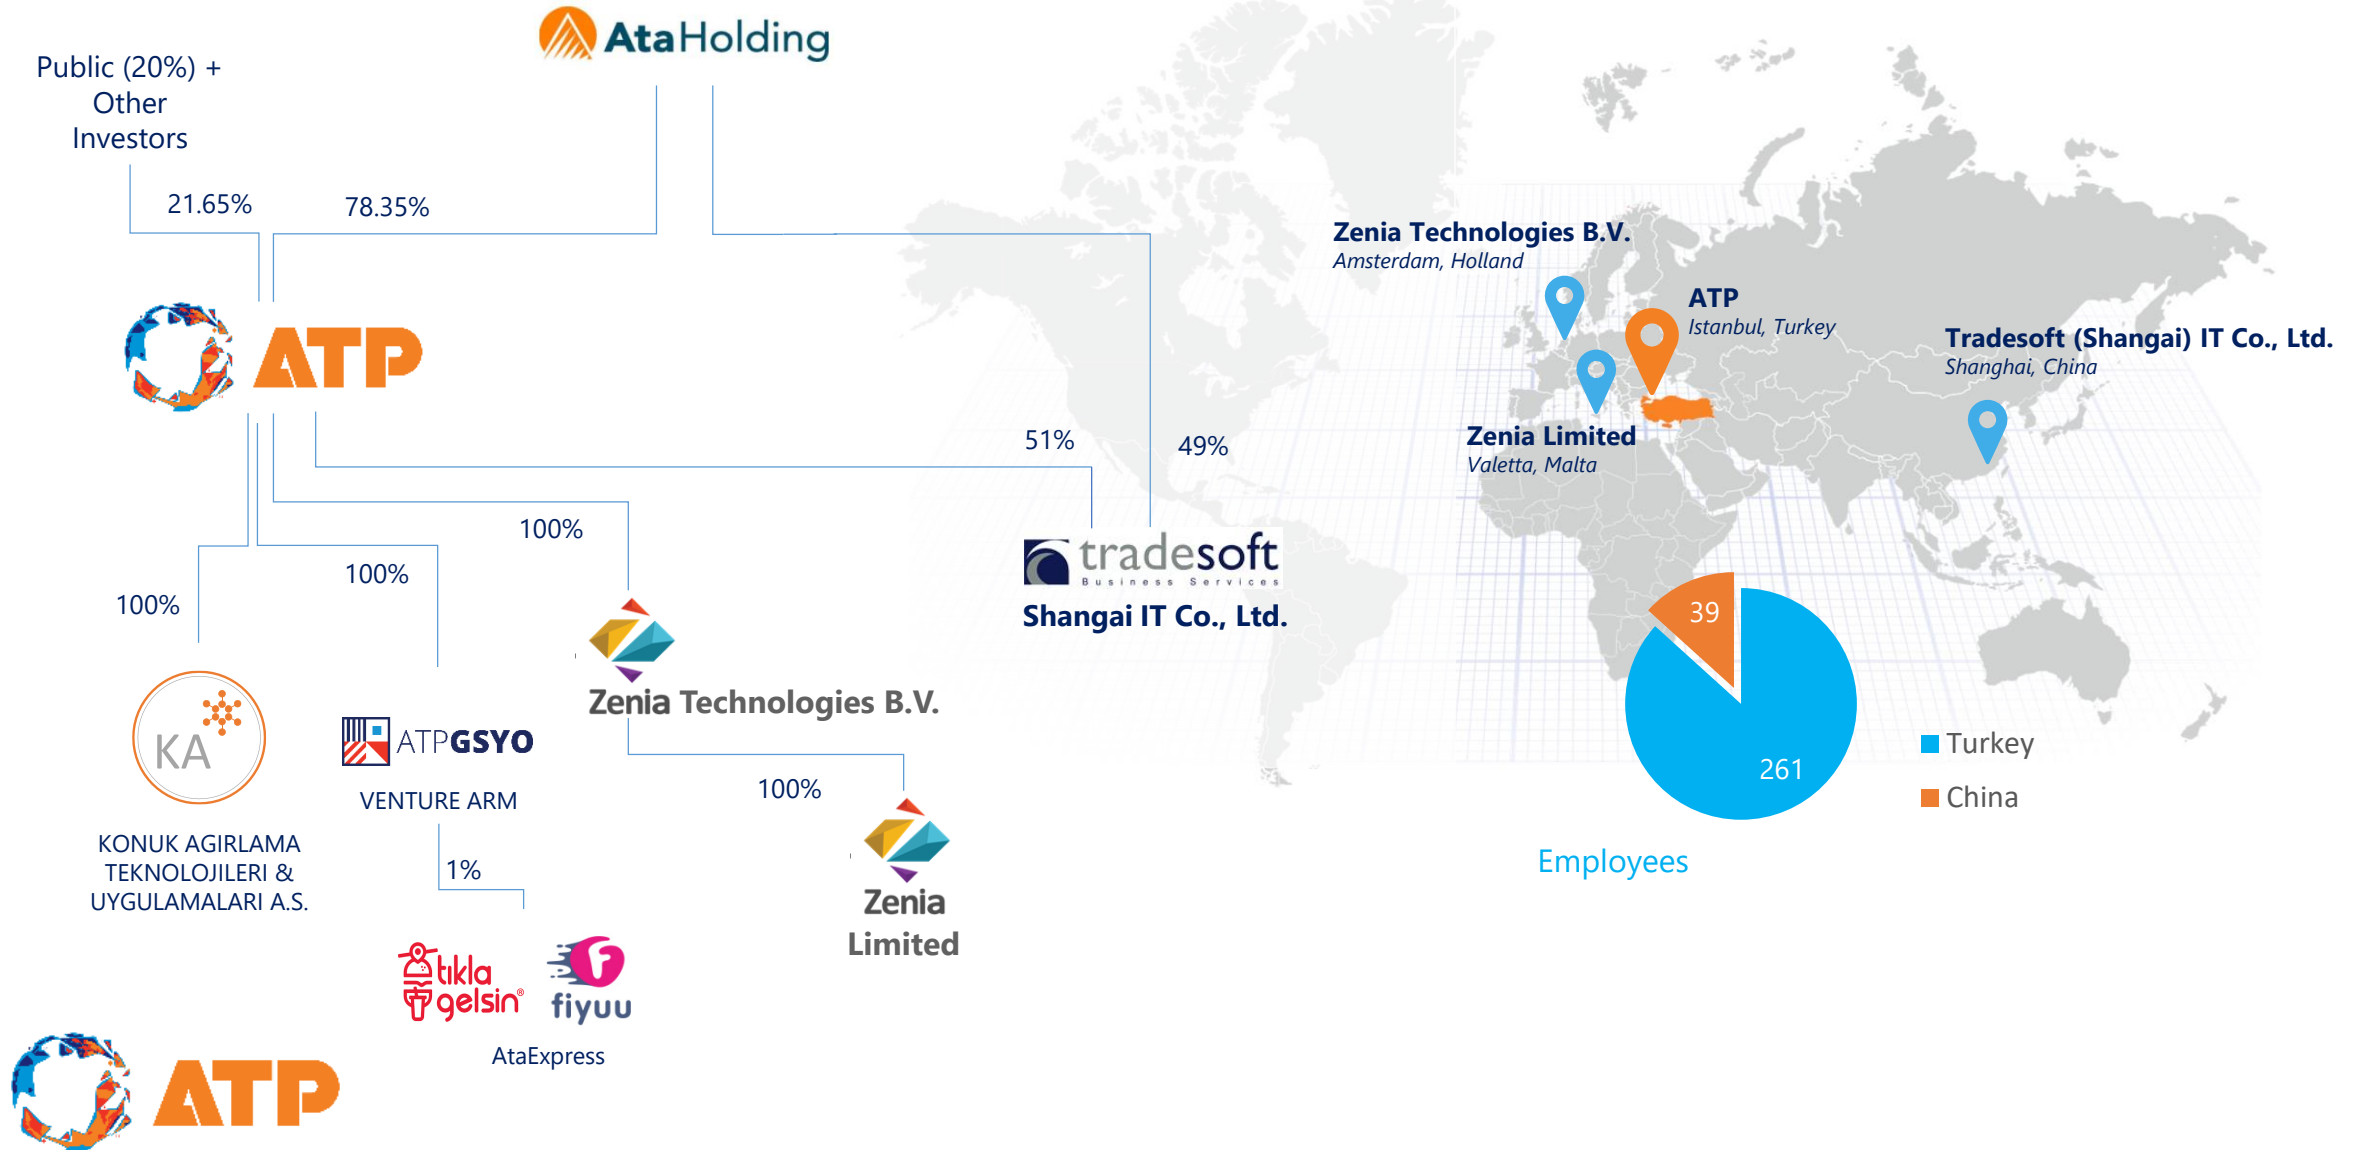 AtaHolding
Public (20%) +
Other
Investors
21.65%
78.35%
ATP
51%
49%
100%
100%
100%
tradesoft
Business Services
Shangai IT Co., Ltd.
KA
KONUK AGIRLAMA
TEKNOLOJILERI &
UYGULAMALARI A.S.
ATPGSYO
VENTURE ARM
1%
tıkla
gelsin®
fiyuu
AtaExpress
Zenia Technologies B.V.
100%
Zenia
Limited
Zenia Technologies B.V.
Amsterdam, Holland
ATP
Istanbul, Turkey
Tradesoft (Shangai) IT Co., Ltd.
Shanghai, China
Zenia Limited
Valetta, Malta
39
261
Turkey
China
Employees
ATP